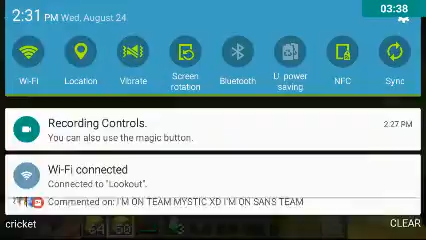 03:38
2:31 PM Wed, August 24
Wi-Fi
Location
Vibrate
Screen
rotation
Bluetooth
U. power
saving
NFC
Sync
Recording Controls.
2:27 PM
You can also use the magic button.
Wi-Fi connected
Connected to "Lookout".
Commented on: I'M ON TEAM MYSTIC XD I'M ON SANS TEAM
cricket
CLEAR